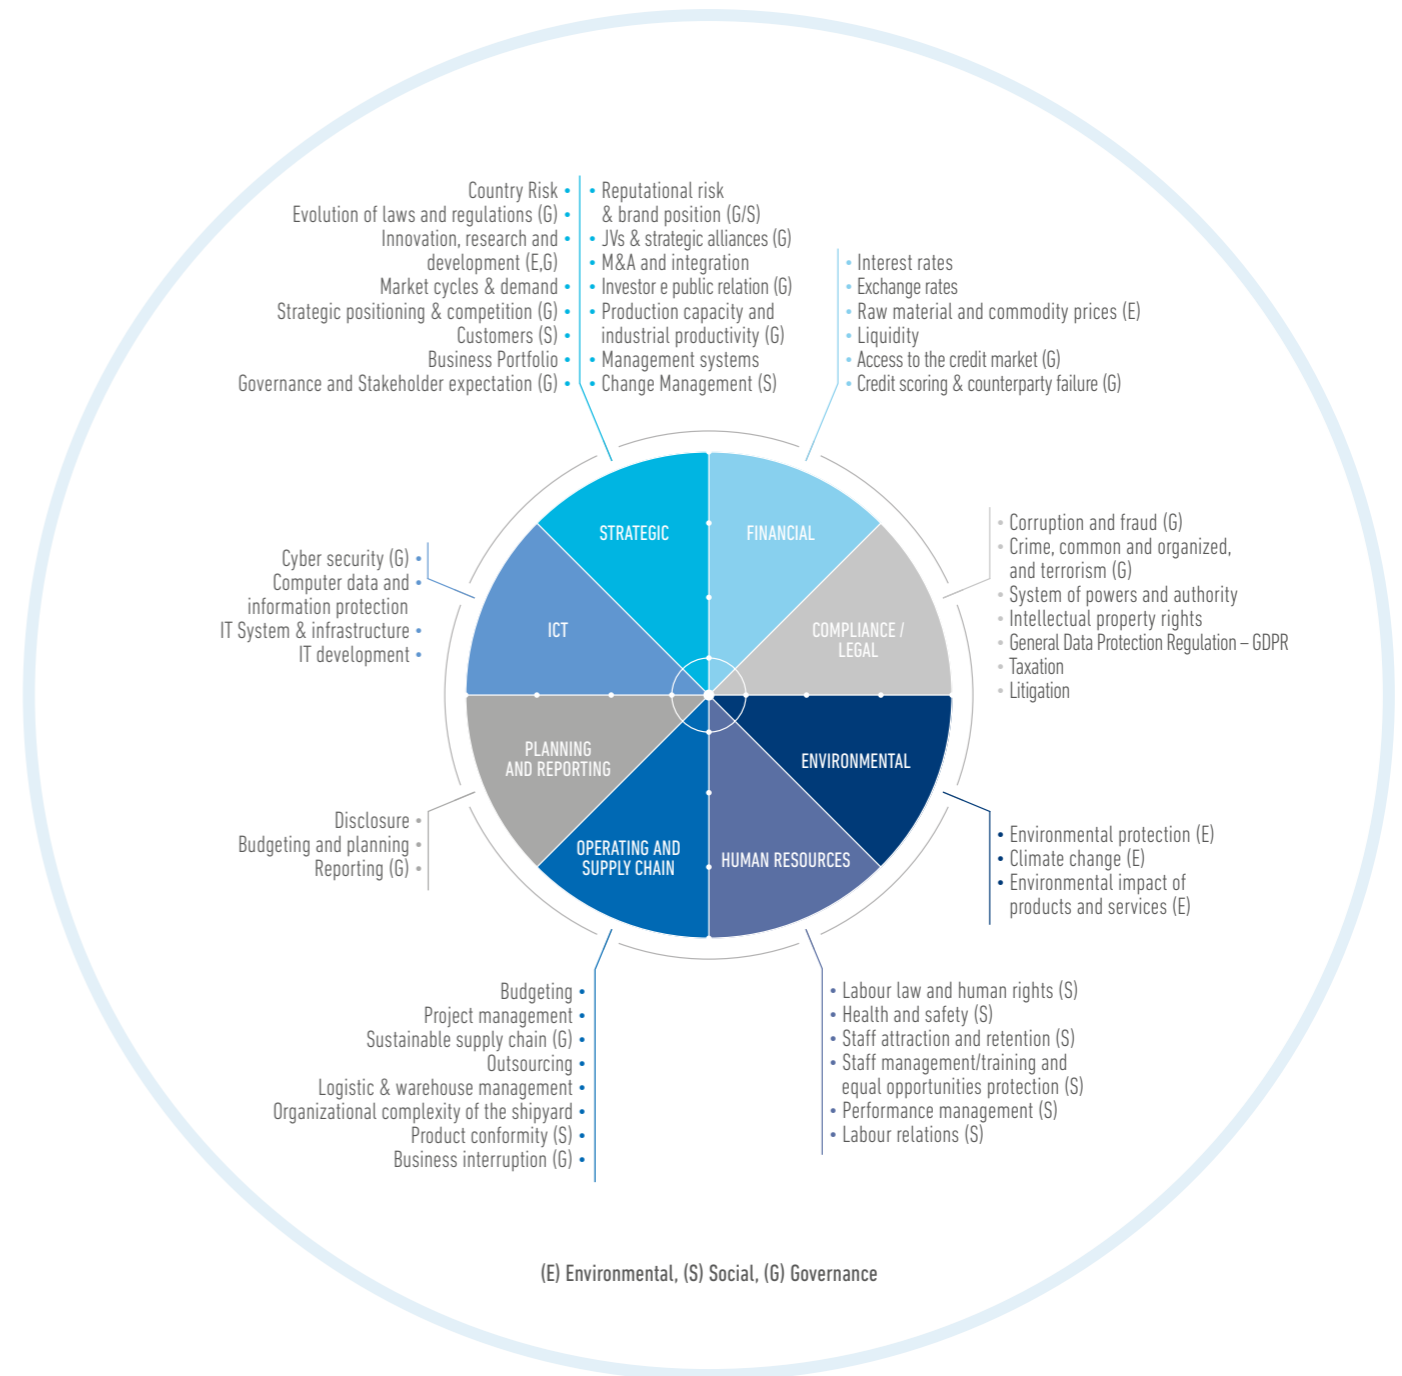 Country Risk •
Evolution of laws and regulations (G) •
Innovation, research and •
development (E,G)
Market cycles & demand •
Strategic positioning & competition (G) •
Customers (S) •
Business Portfolio •
Governance and Stakeholder expectation (G) •
• Reputational risk
& brand position (G/S)
• JVs & strategic alliances (G)
• M&A and integration
• Investor e public relation (G)
• Production capacity and
industrial productivity (G)
• Management systems
• Change Management (S)
• Interest rates
• Exchange rates
• Raw material and commodity prices (E)
• Liquidity
• Access to the credit market (G)
• Credit scoring & counterparty failure (G)
STRATEGIC
FINANCIAL
Cyber security (G) •
Computer data and •
information protection
IT System & infrastructure •
IT development •
ICT
COMPLIANCE /
LEGAL
• Corruption and fraud (G)
• Crime, common and organized,
and terrorism (G)
• System of powers and authority
• Intellectual property rights
• General Data Protection Regulation – GDPR
• Taxation
• Litigation
PLANNING
AND REPORTING
ENVIRONMENTAL
Disclosure •
Budgeting and planning •
Reporting (G) •
OPERATING AND
SUPPLY CHAIN
HUMAN RESOURCES
• Environmental protection (E)
• Climate change (E)
• Environmental impact of
products and services (E)
Budgeting •
Project management •
Sustainable supply chain (G) •
Outsourcing •
Logistic & warehouse management •
Organizational complexity of the shipyard •
Product conformity (S) •
Business interruption (G) •
• Labour law and human rights (S)
• Health and safety (S)
• Staff attraction and retention (S)
• Staff management/training and
equal opportunities protection (S)
• Performance management (S)
• Labour relations (S)
(E) Environmental, (S) Social, (G) Governance